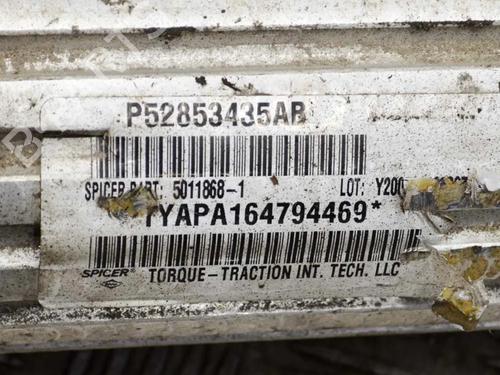 P52853435AB
SPICER PART: 5011868-1 LOT: Y200
TYAPA164794469*
SPICER® TORQUE-TRACTION INT. TECH. LLC